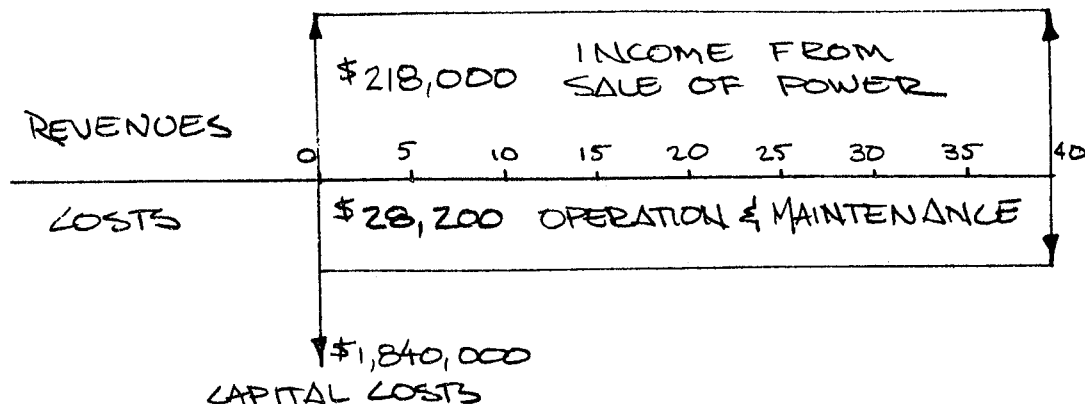 $218,000 INCOME FROM
SALE OF POWER
REVENUES
0 5 10 15 20 25 30 35 40
COSTS
$28,200 OPERATION & MAINTENANCE
$1,840,000
CAPITAL COSTS